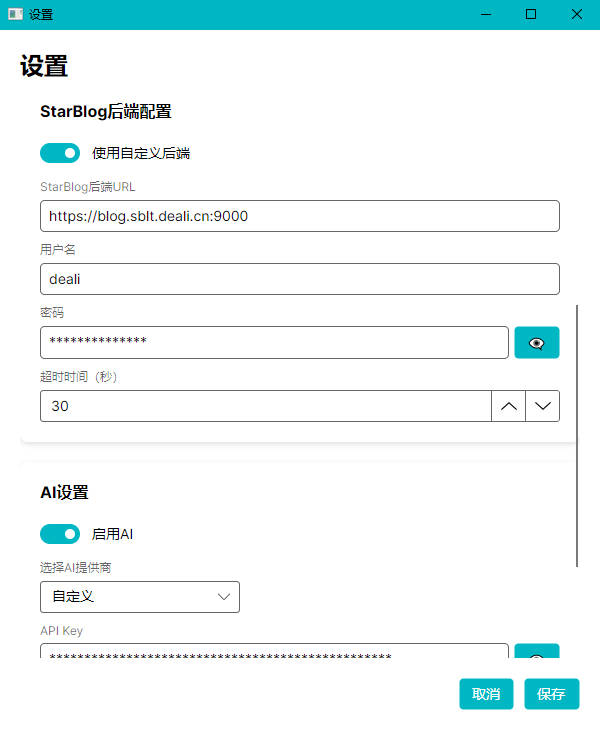 设置
设置
StarBlog后端配置
使用自定义后端
StarBlog后端URL
https://blog.sblt.deali.cn:9000
用户名
deali
密码
**************
超时时间（秒）
30
AI设置
启用AI
选择AI提供商
自定义
API Key
*************************************************
取消 保存